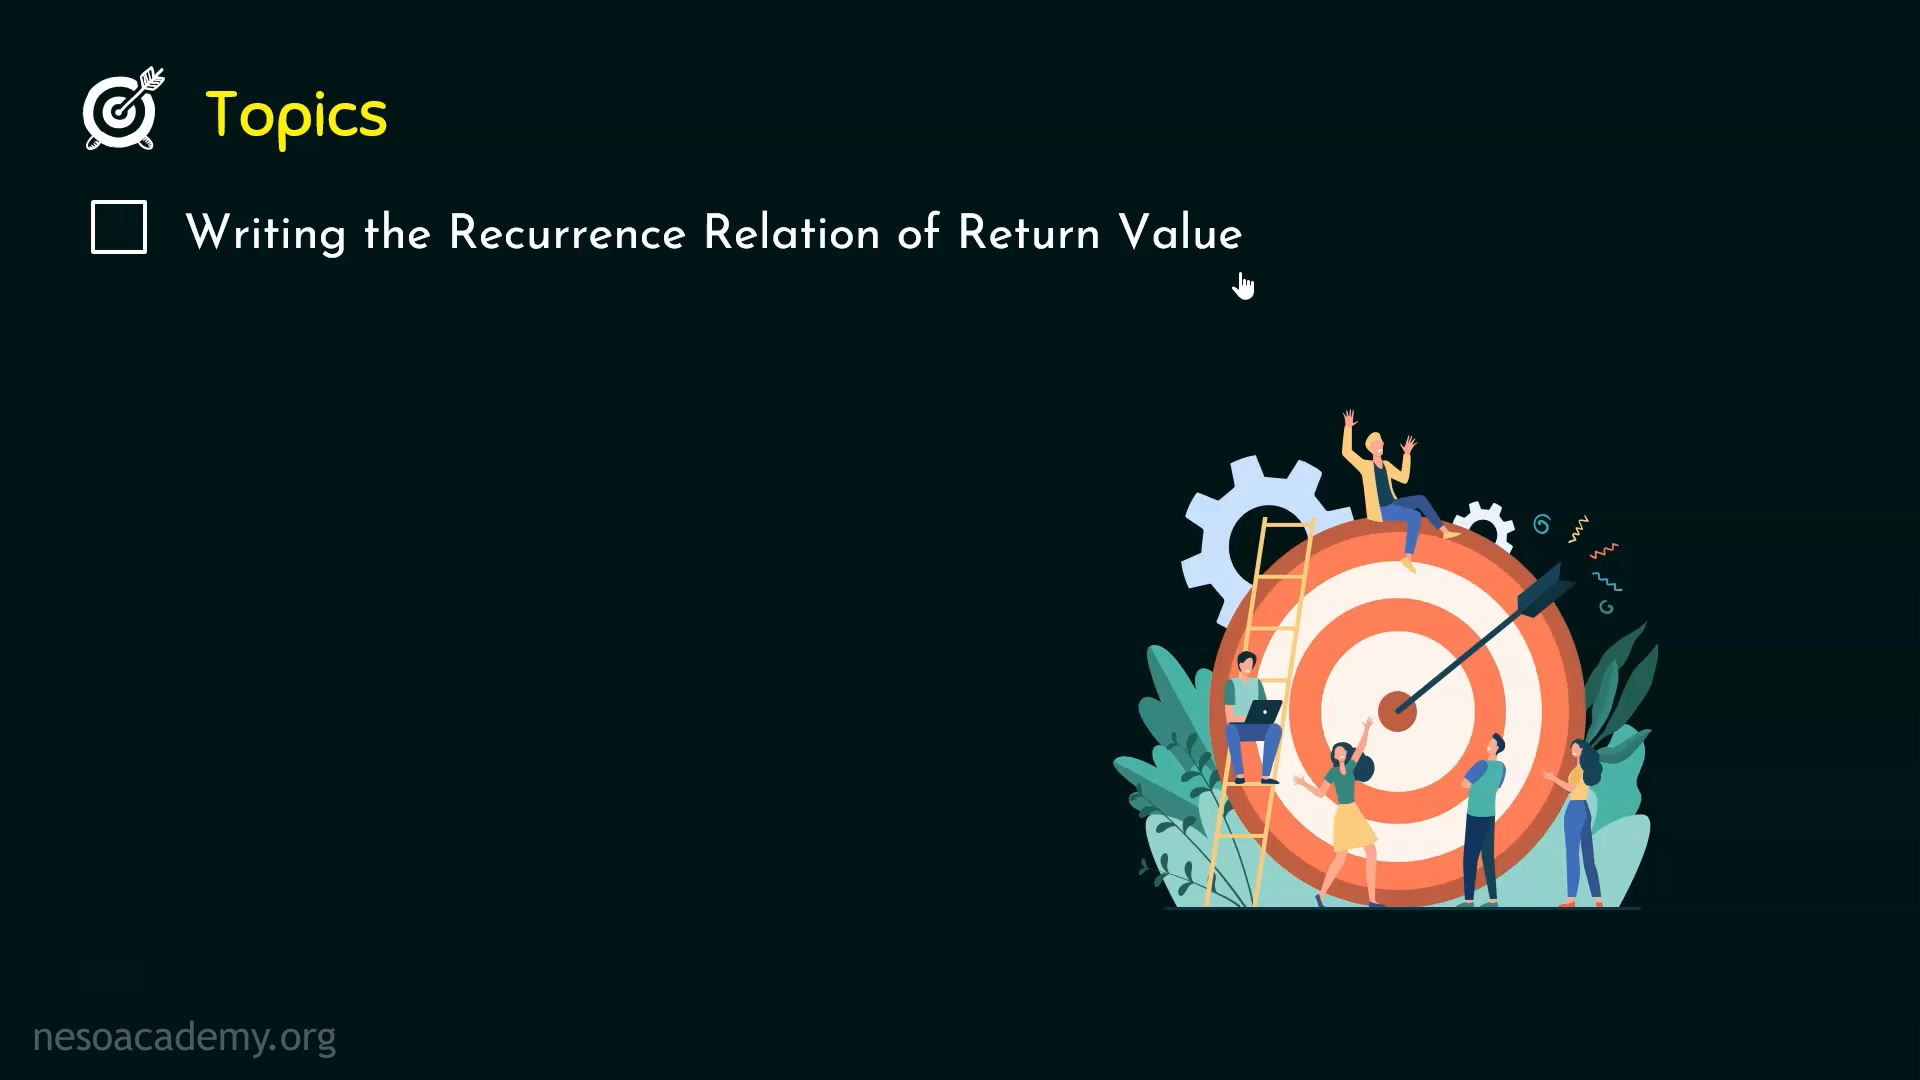 Topics
Writing the Recurrence Relation of Return Value
nesoacademy.org